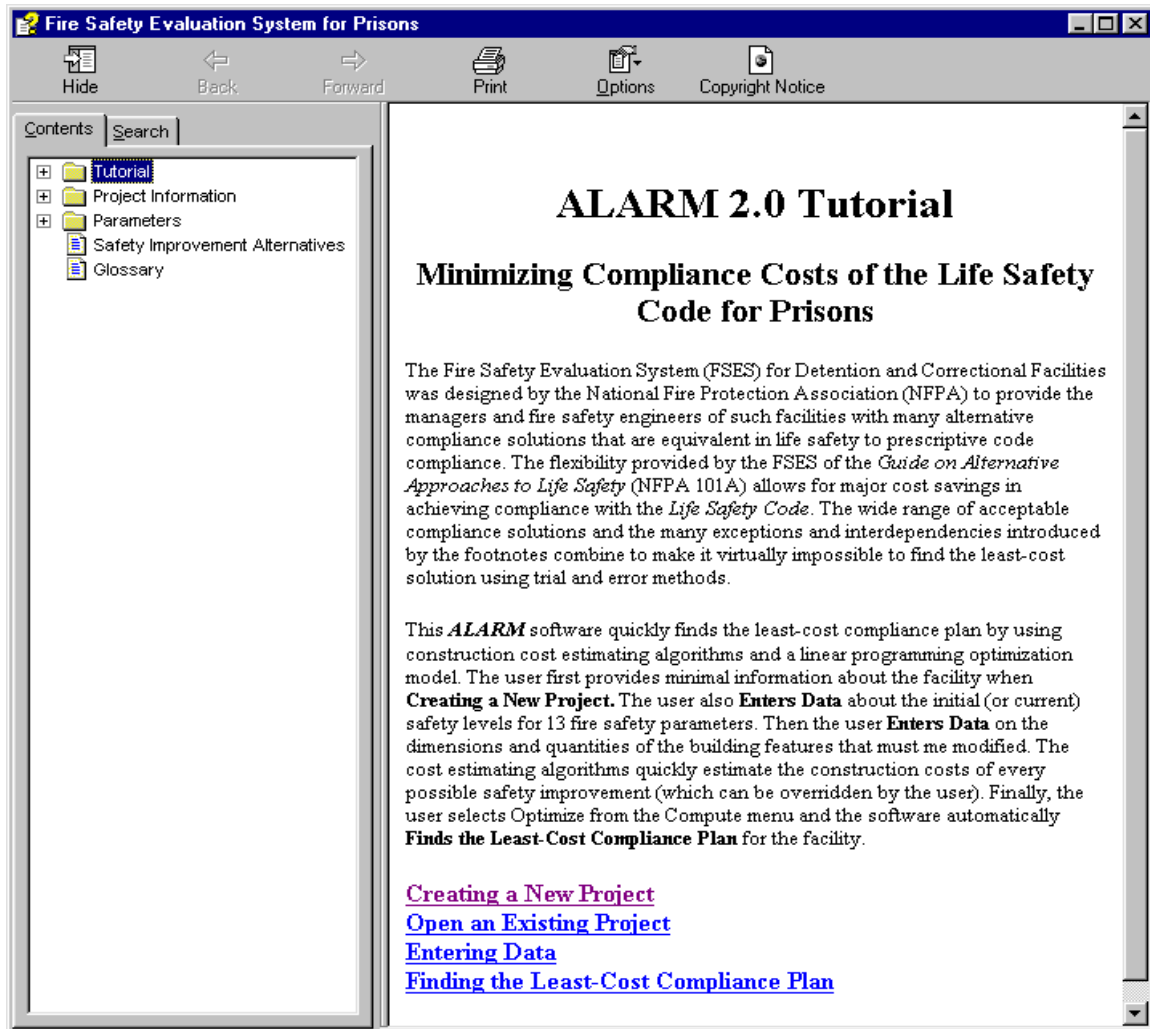 Fire Safety Evaluation System for Prisons
Hide
Back
Forward
Print
Options
Copyright Notice
Contents
Search
Tutorial
Project Information
Parameters
Safety Improvement Alternatives
Glossary
ALARM 2.0 Tutorial
Minimizing Compliance Costs of the Life Safety
Code for Prisons
The Fire Safety Evaluation System (FSES) for Detention and Correctional Facilities
was designed by the National Fire Protection Association (NFPA) to provide the
managers and fire safety engineers of such facilities with many alternative
compliance solutions that are equivalent in life safety to prescriptive code
compliance. The flexibility provided by the FSES of the Guide on Alternative
Approaches to Life Safety (NFPA 101A) allows for major cost savings in
achieving compliance with the Life Safety Code. The wide range of acceptable
compliance solutions and the many exceptions and interdependencies introduced
by the footnotes combine to make it virtually impossible to find the least-cost
solution using trial and error methods.
This ALARM software quickly finds the least-cost compliance plan by using
construction cost estimating algorithms and a linear programming optimization
model. The user first provides minimal information about the facility when
Creating a New Project. The user also Enters Data about the initial (or current)
safety levels for 13 fire safety parameters. Then the user Enters Data on the
dimensions and quantities of the building features that must me modified. The
cost estimating algorithms quickly estimate the construction costs of every
possible safety improvement (which can be overridden by the user). Finally, the
user selects Optimize from the Compute menu and the software automatically
Finds the Least-Cost Compliance Plan for the facility.
Creating a New Project
Open an Existing Project
Entering Data
Finding the Least-Cost Compliance Plan